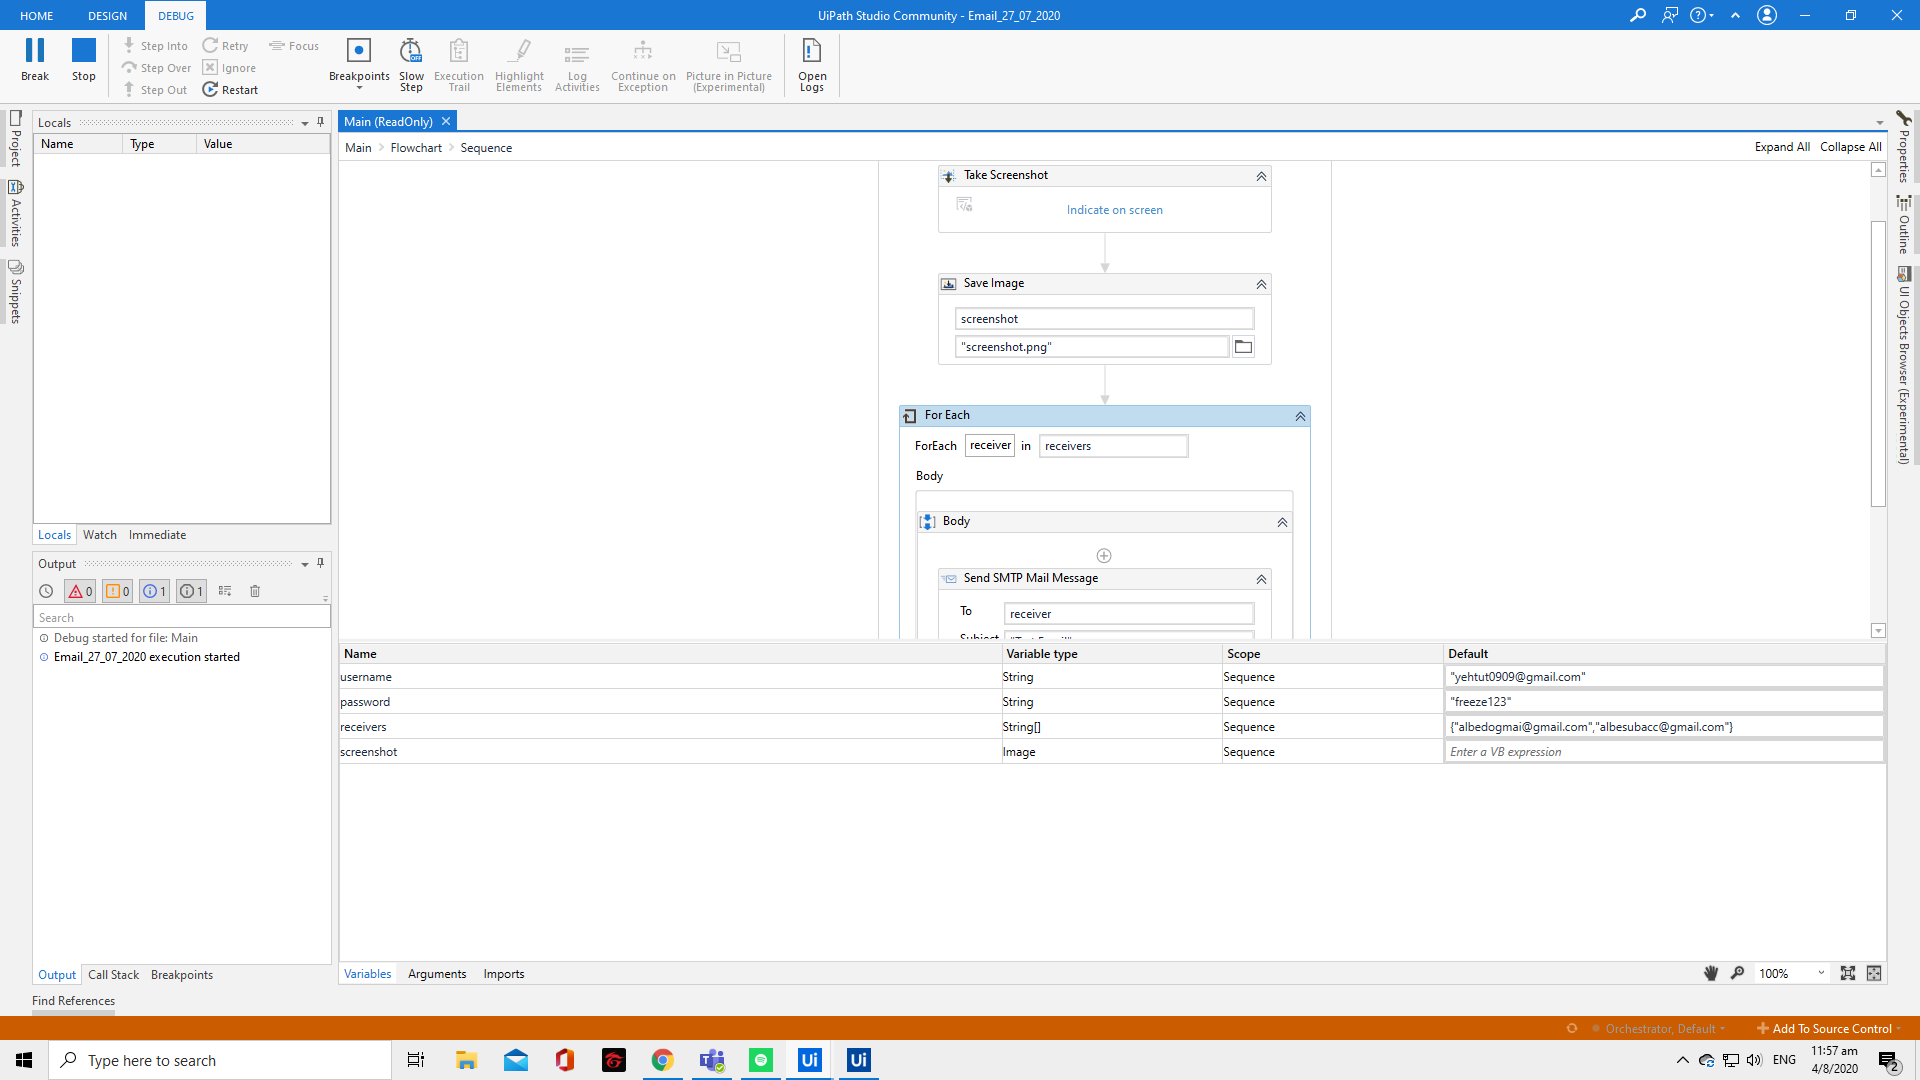 HOME DESIGN DEBUG
UiPath Studio Community - Email_27_07_2020
Break
Stop
Step Into
Step Over
Step Out
Retry
Ignore
Restart
Focus
Breakpoints
Slow Step
Execution Trail
Highlight Elements
Log Activities
Continue on Exception
Picture in Picture (Experimental)
Open Logs
Project
Activities
Snippets
Locals
Name Type Value
Locals Watch Immediate
Output
0 0 1 1
Search
Debug started for file: Main
Email_27_07_2020 execution started
Output Call Stack Breakpoints
Find References
Main (ReadOnly)
Main > Flowchart > Sequence
Expand All Collapse All
Take Screenshot
Indicate on screen
Save Image
screenshot
"screenshot.png"
For Each
ForEach receiver in receivers
Body
Body
Send SMTP Mail Message
To receiver
Subject "Test Email"
Name Variable type Scope Default
username String Sequence "yehtut0909@gmail.com"
password String Sequence "freeze123"
receivers String[] Sequence {"albedogmai@gmail.com","albesubacc@gmail.com"}
screenshot Image Sequence Enter a VB expression
Variables Arguments Imports
100%
Properties
Outline
UI Objects Browser (Experimental)
Orchestrator, Default
Add To Source Control
Type here to search
Ui
Ui
ENG
11:57 am
4/8/2020
2